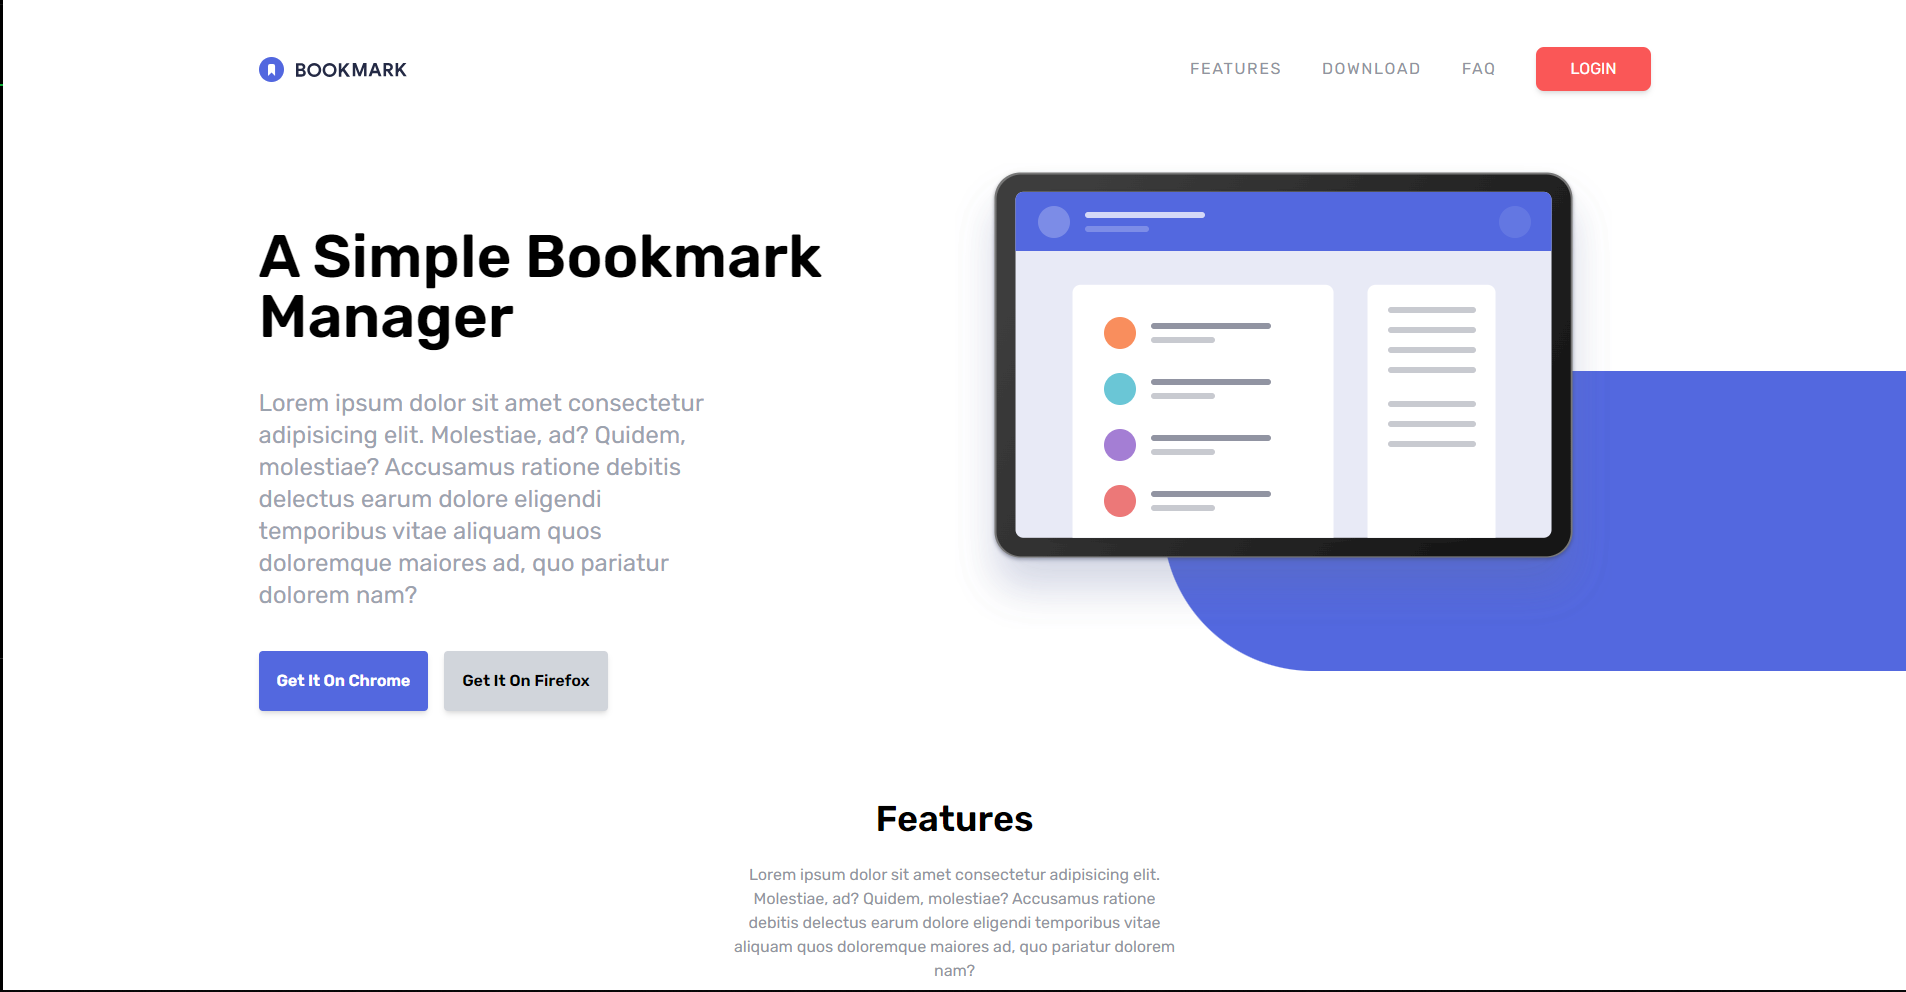 BOOKMARK
FEATURES DOWNLOAD FAQ LOGIN
A Simple Bookmark
Manager
Lorem ipsum dolor sit amet consectetur
adipisicing elit. Molestiae, ad? Quidem,
molestiae? Accusamus ratione debitis
delectus earum dolore eligendi
temporibus vitae aliquam quos
doloremque maiores ad, quo pariatur
dolorem nam?
Get It On Chrome
Get It On Firefox
Features
Lorem ipsum dolor sit amet consectetur adipisicing elit.
Molestiae, ad? Quidem, molestiae? Accusamus ratione
debitis delectus earum dolore eligendi temporibus vitae
aliquam quos doloremque maiores ad, quo pariatur dolorem
nam?